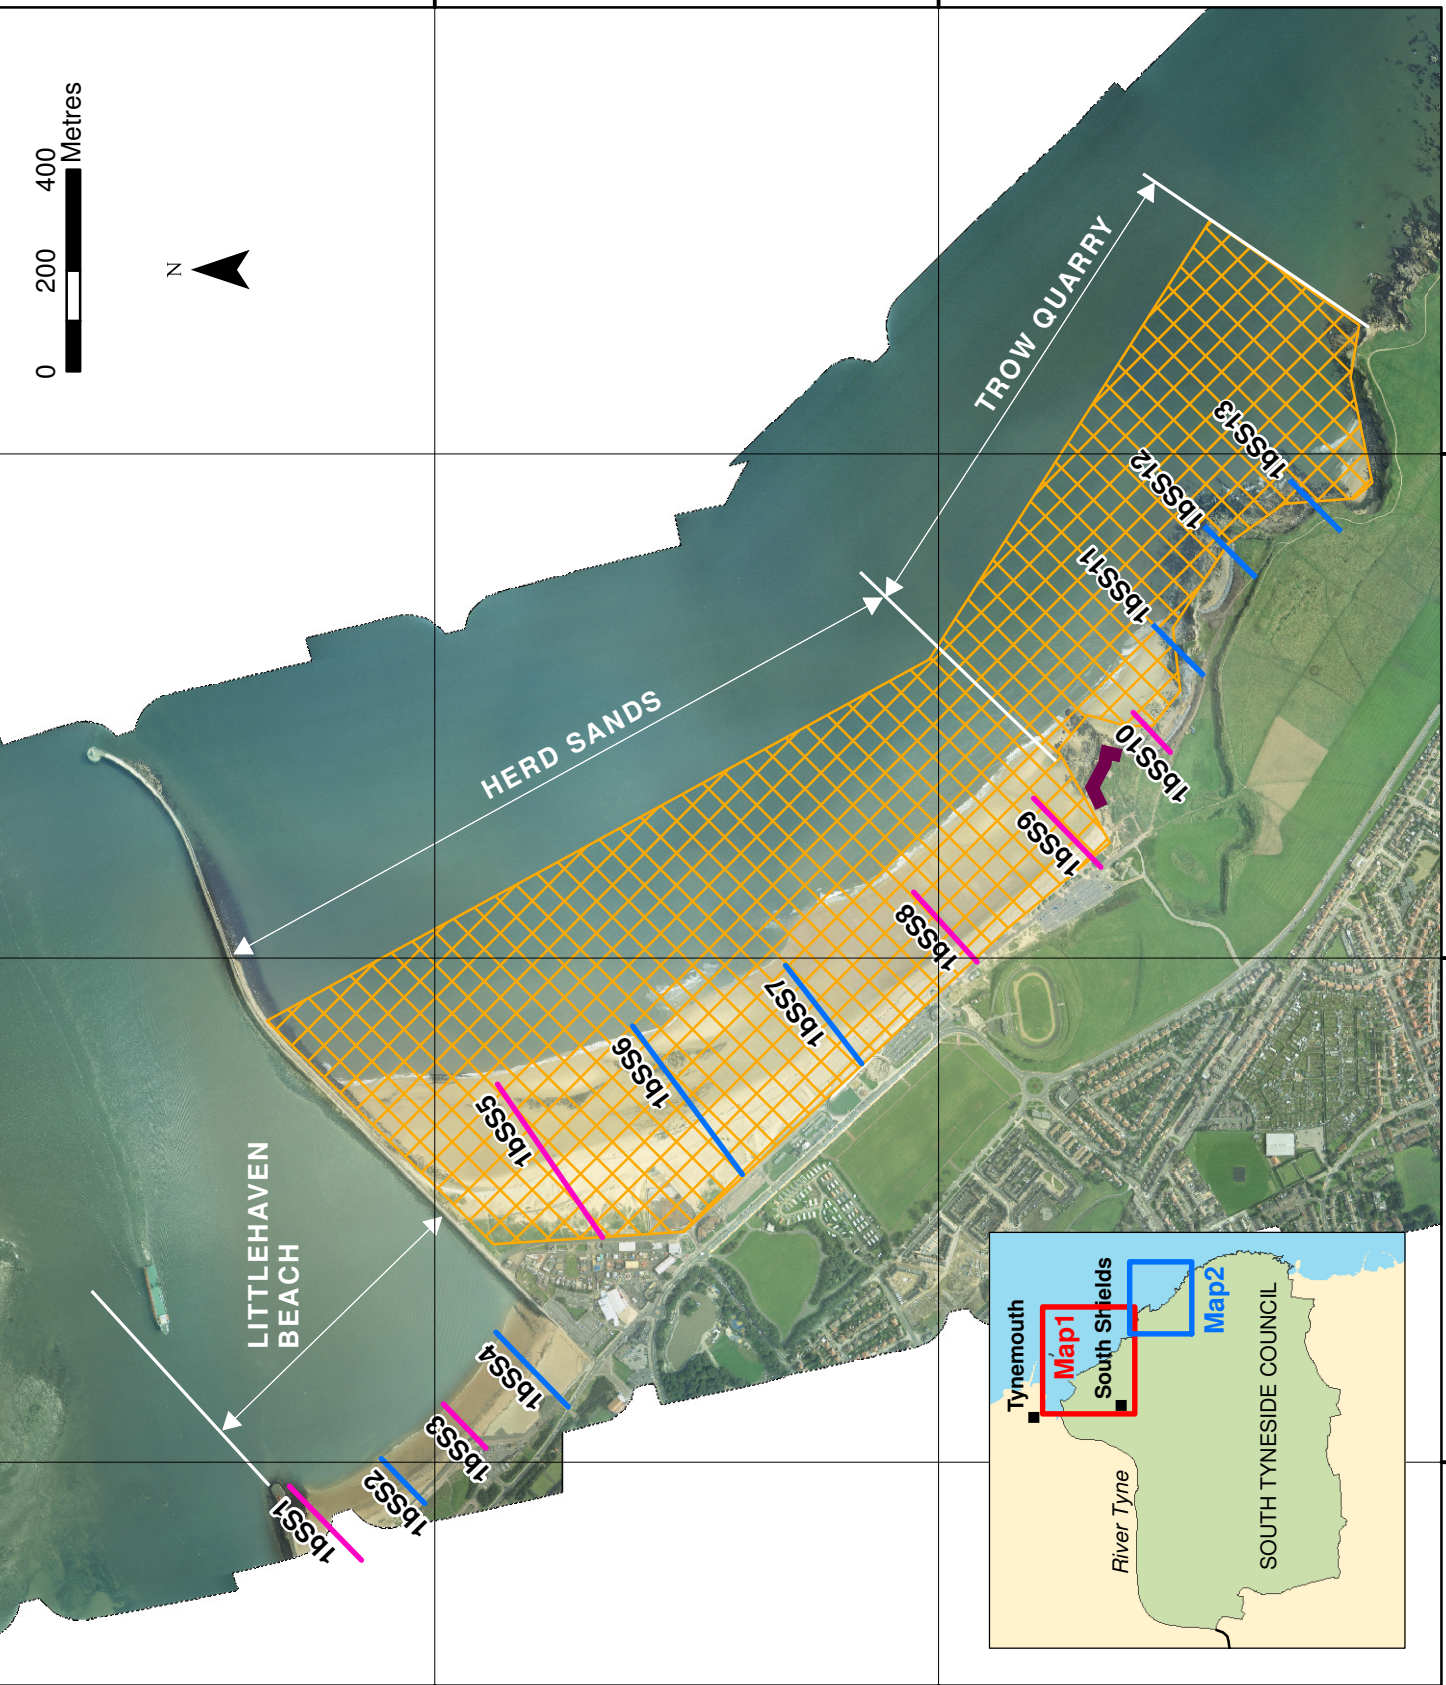 0 200 400
Metres
N
LITTLEHAVEN
BEACH
HERD SANDS
TROW QUARRY
1bSS1
1bSS2
1bSS3
1bSS4
1bSS5
1bSS6
1bSS7
1bSS8
1bSS9
1bSS10
1bSS11
1bSS12
1bSS13
Tynemouth
Map1
South Shields
Map2
River Tyne
SOUTH TYNESIDE COUNCIL